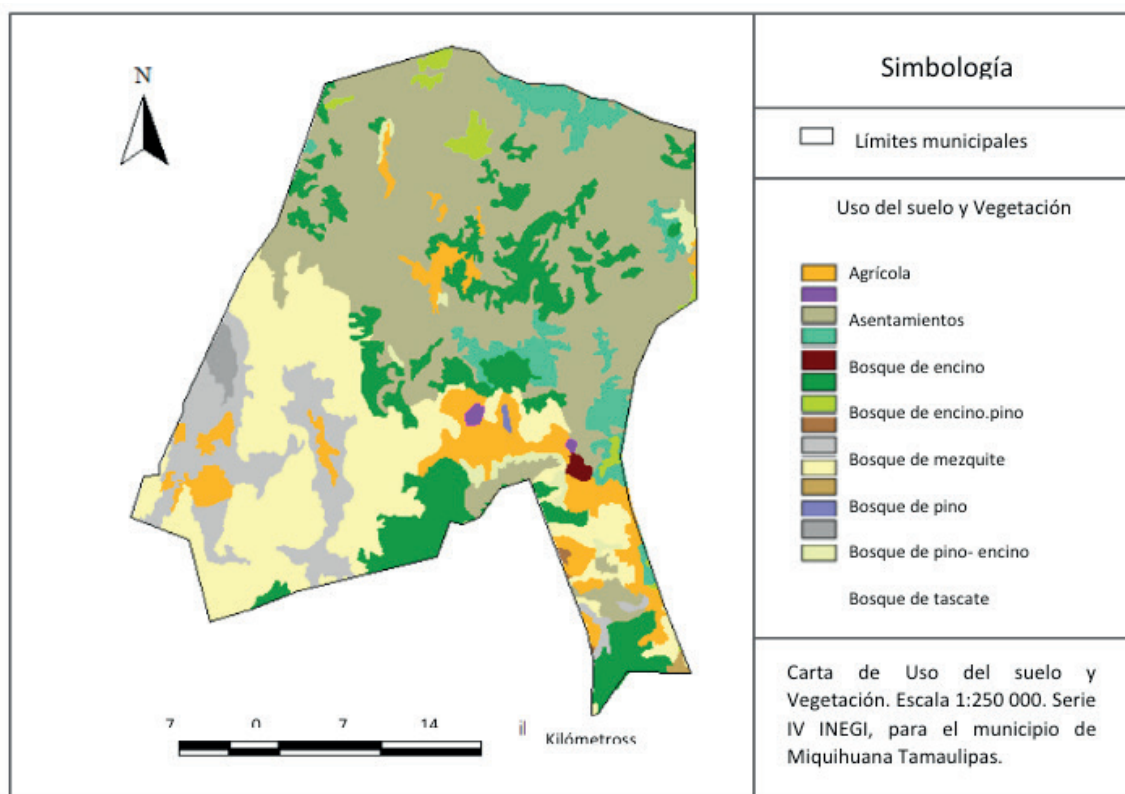 N
Simbología
Límites municipales
Uso del suelo y Vegetación
Agrícola
Asentamientos
Bosque de encino
Bosque de encino.pino
Bosque de mezquite
Bosque de pino
Bosque de pino- encino
Bosque de tascate
Carta de Uso del suelo y
Vegetación. Escala 1:250 000. Serie
IV INEGI, para el municipio de
Miquihuana Tamaulipas.
7 0 7 14
Kilómetross